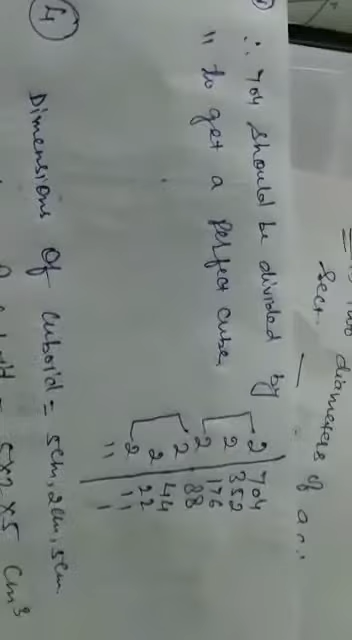 diameters of a
Sect
∴ 704 should be divided by
11 to get a Perfect cube.
2 | 704
2 | 352
2 | 176
2 | 88
2 | 44
2 | 22
11 | 11
1
④ Dimensions Of cuboid = 5cm, 2cm, 5cm.
= 5×2×5 cm³